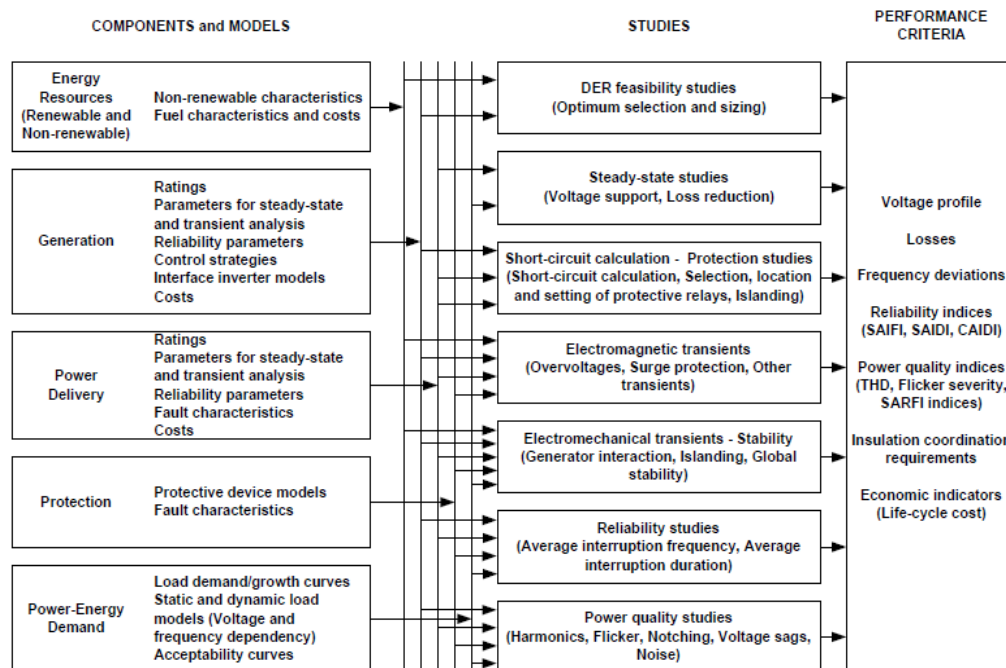 COMPONENTS and MODELS
STUDIES
PERFORMANCE
CRITERIA
Energy
Resources
(Renewable and
Non-renewable)
Non-renewable characteristics
Fuel characteristics and costs
Generation
Ratings
Parameters for steady-state
and transient analysis
Reliability parameters
Control strategies
Interface inverter models
Costs
Power
Delivery
Ratings
Parameters for steady-state
and transient analysis
Reliability parameters
Fault characteristics
Costs
Protection
Protective device models
Fault characteristics
Power-Energy
Demand
Load demand/growth curves
Static and dynamic load
models (Voltage and
frequency dependency)
Acceptability curves
DER feasibility studies
(Optimum selection and sizing)
Steady-state studies
(Voltage support, Loss reduction)
Short-circuit calculation - Protection studies
(Short-circuit calculation, Selection, location
and setting of protective relays, Islanding)
Electromagnetic transients
(Overvoltages, Surge protection, Other
transients)
Electromechanical transients - Stability
(Generator interaction, Islanding, Global
stability)
Reliability studies
(Average interruption frequency, Average
interruption duration)
Power quality studies
(Harmonics, Flicker, Notching, Voltage sags,
Noise)
Voltage profile
Losses
Frequency deviations
Reliability indices
(SAIFI, SAIDI, CAIDI)
Power quality indices
(THD, Flicker severity,
SARFI indices)
Insulation coordination
requirements
Economic indicators
(Life-cycle cost)